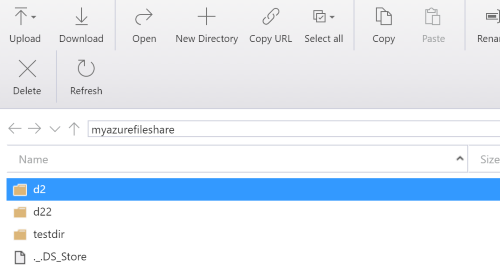 Upload Download Open New Directory Copy URL Select all Copy Paste Renan
Delete Refresh
myazurefileshare
Name Size
d2
d22
testdir
._.DS_Store